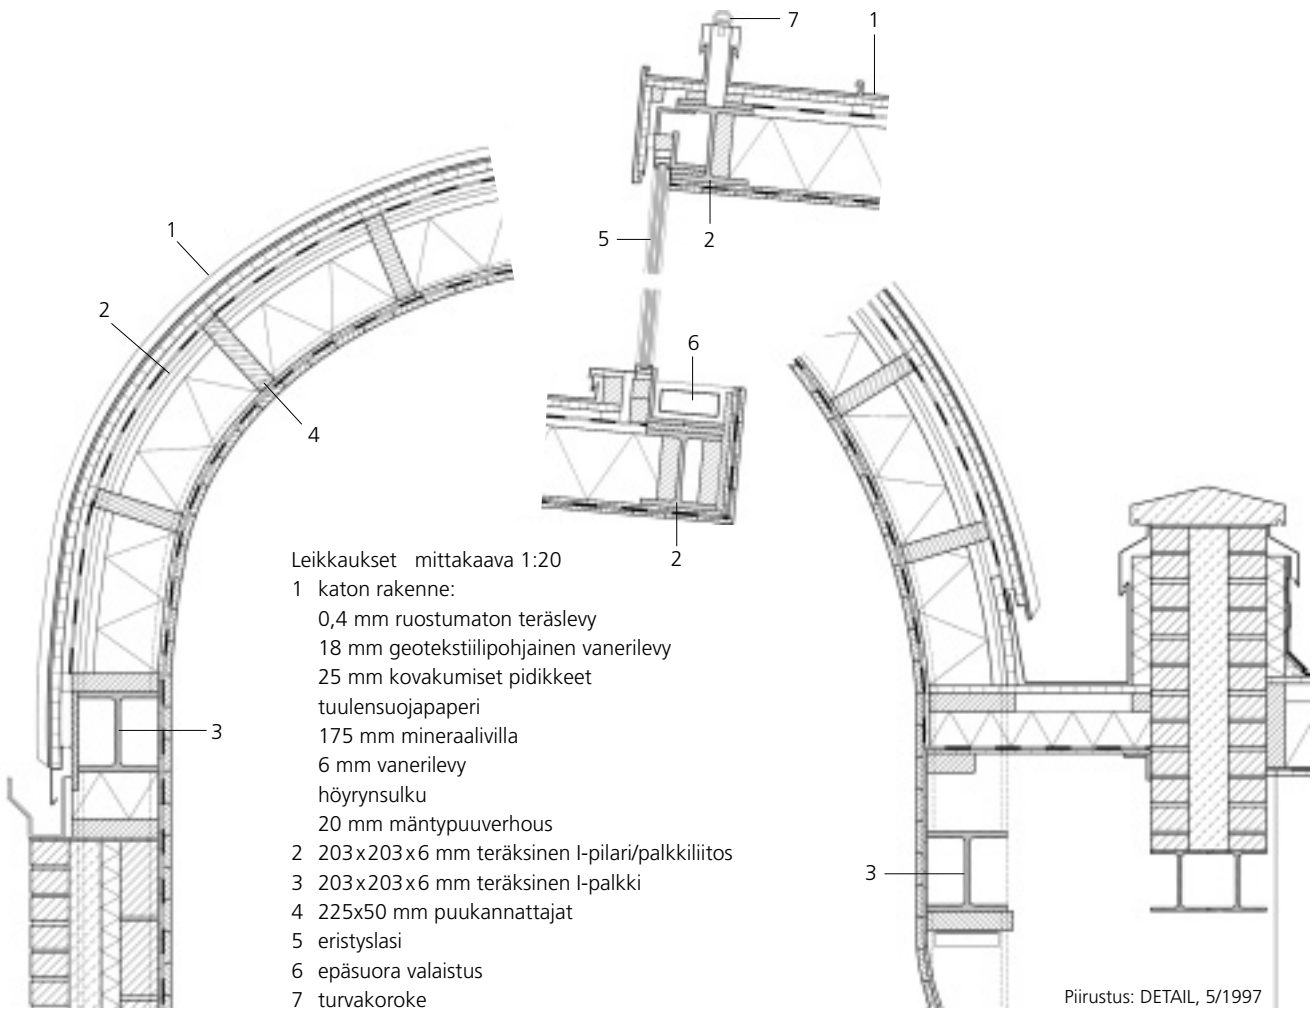 7
1
1
2
5
2
6
4
2
3
3
Leikkaukset mittakaava 1:20
1 katon rakenne:
0,4 mm ruostumaton teräslevy
18 mm geotekstiilipohjainen vanerilevy
25 mm kovakumiset pidikkeet
tuulensuojapaperi
175 mm mineraalivilla
6 mm vanerilevy
höyrynsulku
20 mm mäntypuuverhous
2 203x203x6 mm teräksinen I-pilari/palkkiliitos
3 203x203x6 mm teräksinen I-palkki
4 225x50 mm puukannattajat
5 eristyslasi
6 epäsuora valaistus
7 turvakoroke
Piirustus: DETAIL, 5/1997